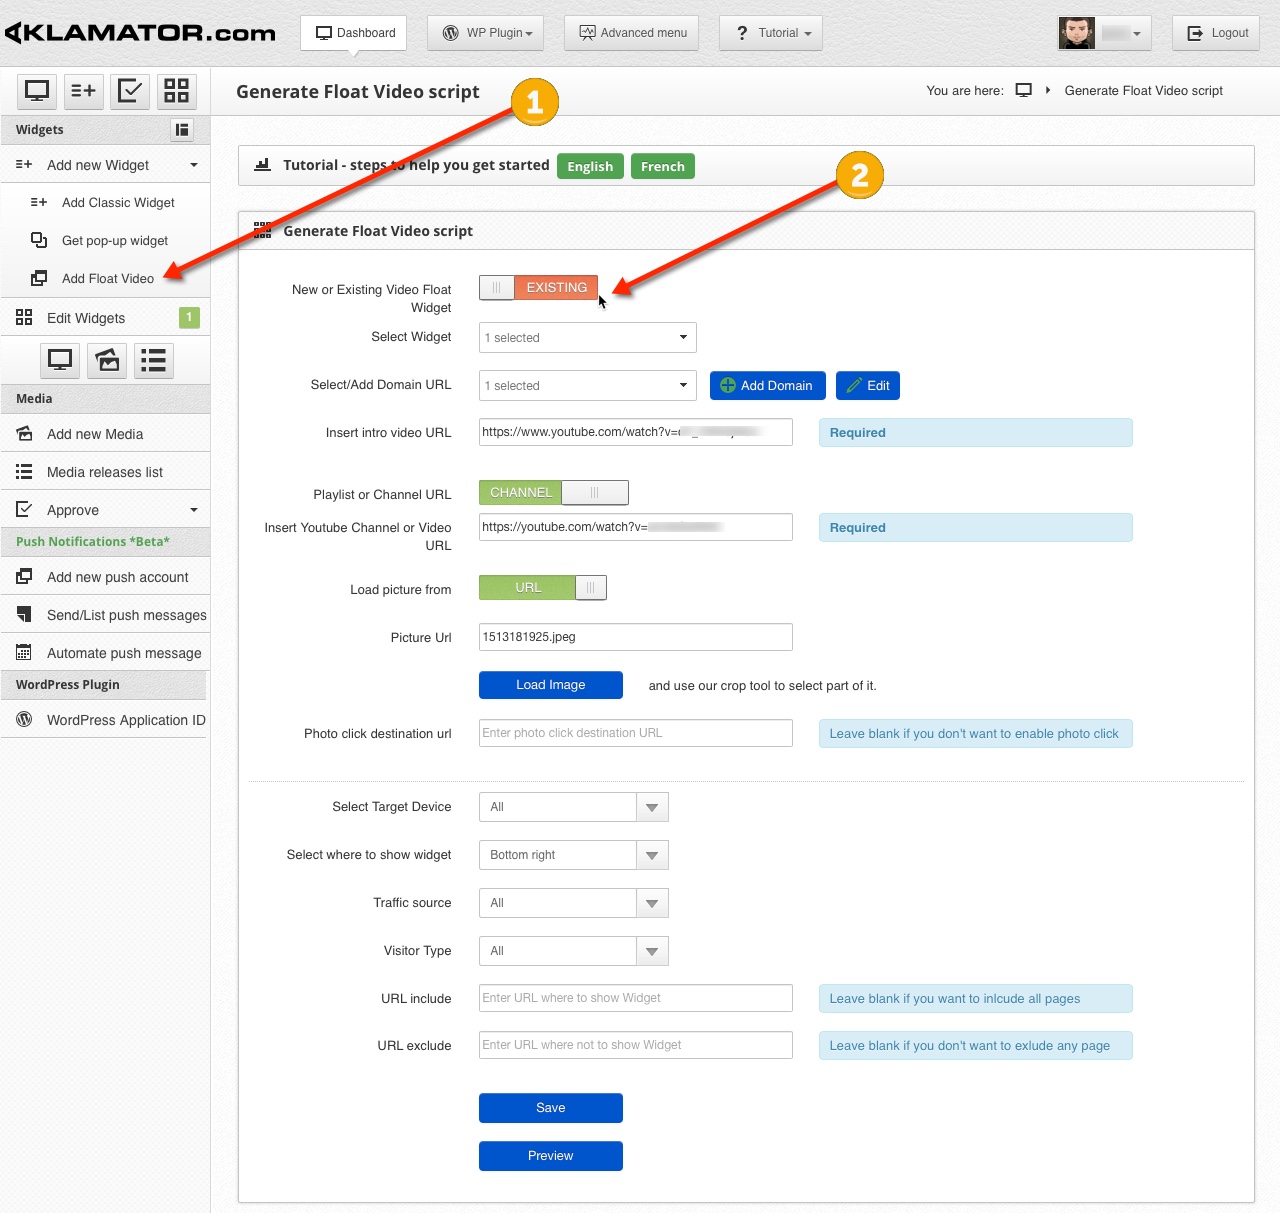 AKLAMATOR.com
Dashboard
WP Plugin
Advanced menu
? Tutorial
Logout
Generate Float Video script
1
You are here:
Generate Float Video script
Widgets
Add new Widget
Add Classic Widget
Get pop-up widget
Add Float Video
Edit Widgets 1
Media
Add new Media
Media releases list
Approve
Push Notifications *Beta*
Add new push account
Send/List push messages
Automate push message
WordPress Plugin
WordPress Application ID
Tutorial - steps to help you get started English French
2
Generate Float Video script
New or Existing Video Float
Widget
EXISTING
Select Widget 1 selected
Select/Add Domain URL 1 selected Add Domain Edit
Insert intro video URL https://www.youtube.com/watch?v= Required
Playlist or Channel URL CHANNEL
Insert Youtube Channel or Video
URL
https://youtube.com/watch?v= Required
Load picture from URL
Picture Url 1513181925.jpeg
Load Image and use our crop tool to select part of it.
Photo click destination url Enter photo click destination URL Leave blank if you don't want to enable photo click
Select Target Device All
Select where to show widget Bottom right
Traffic source All
Visitor Type All
URL include Enter URL where to show Widget Leave blank if you want to inlcude all pages
URL exclude Enter URL where not to show Widget Leave blank if you don't want to exlude any page
Save
Preview